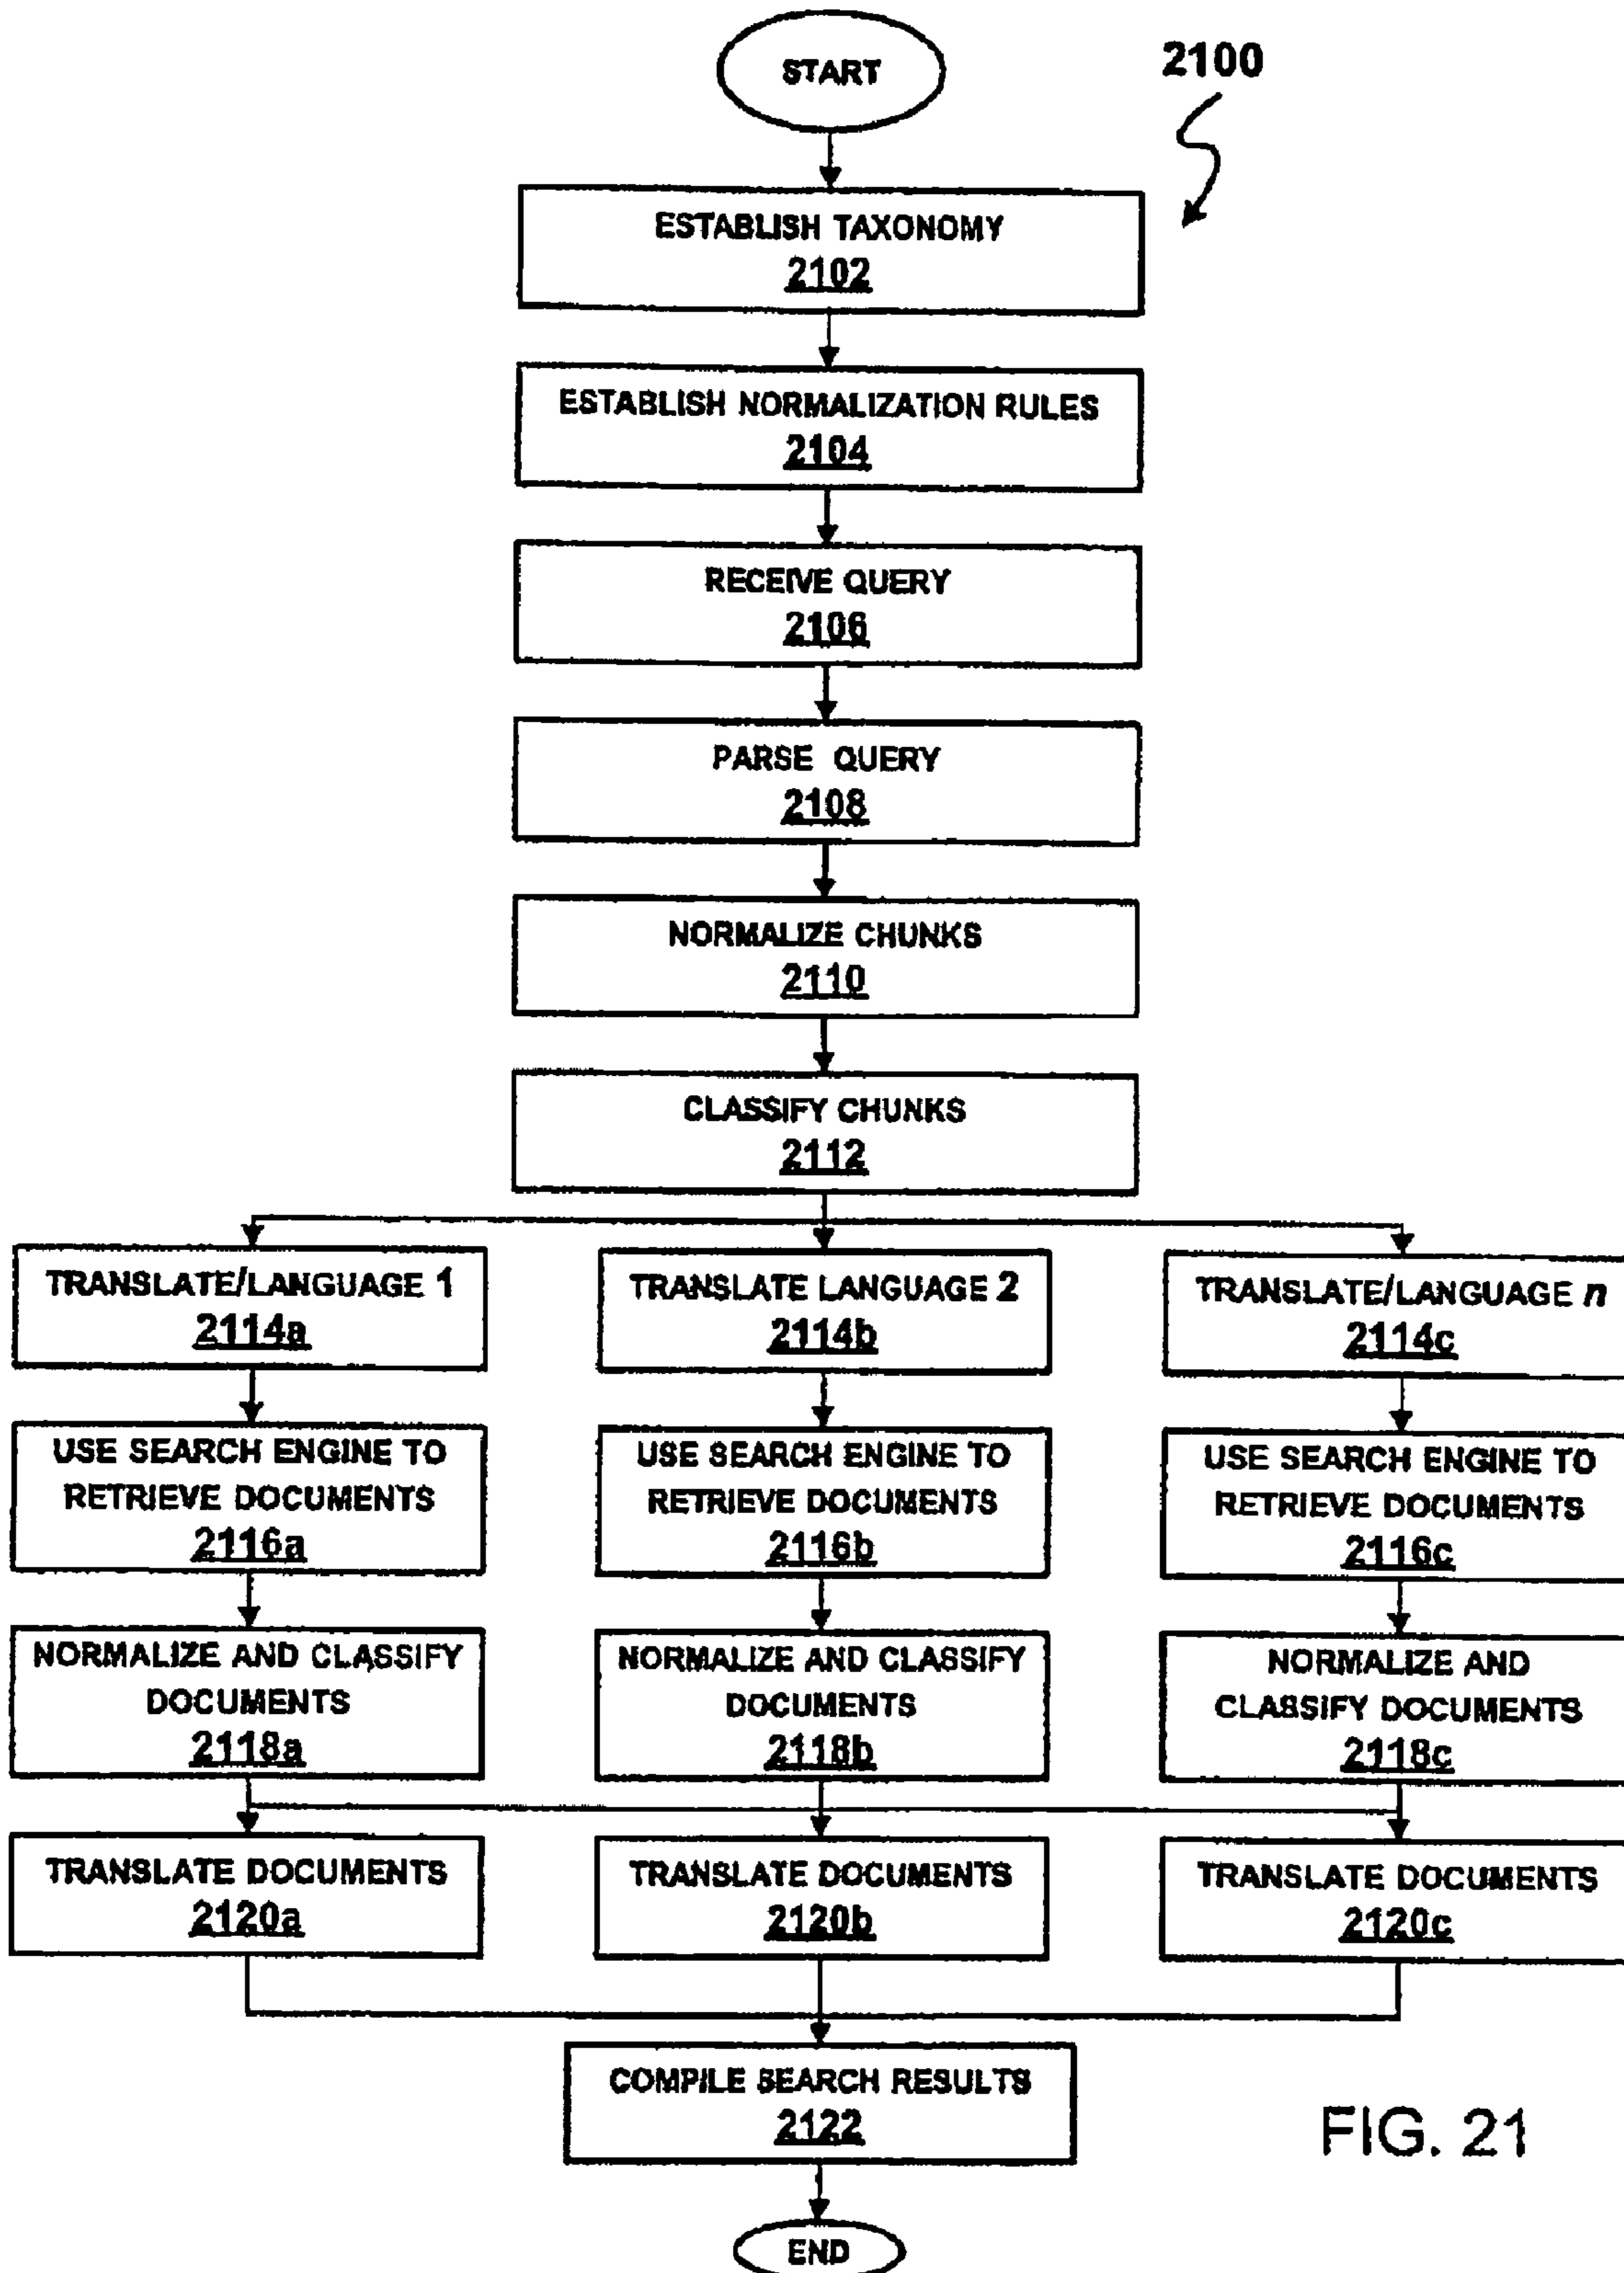 START
2100
ESTABLISH TAXONOMY
2102
ESTABLISH NORMALIZATION RULES
2104
RECEIVE QUERY
2106
PARSE QUERY
2108
NORMALIZE CHUNKS
2110
CLASSIFY CHUNKS
2112
TRANSLATE/LANGUAGE 1
2114a
TRANSLATE LANGUAGE 2
2114b
TRANSLATE/LANGUAGE n
2114c
USE SEARCH ENGINE TO
RETRIEVE DOCUMENTS
2116a
USE SEARCH ENGINE TO
RETRIEVE DOCUMENTS
2116b
USE SEARCH ENGINE TO
RETRIEVE DOCUMENTS
2116c
NORMALIZE AND CLASSIFY
DOCUMENTS
2118a
NORMALIZE AND CLASSIFY
DOCUMENTS
2118b
NORMALIZE AND
CLASSIFY DOCUMENTS
2118c
TRANSLATE DOCUMENTS
2120a
TRANSLATE DOCUMENTS
2120b
TRANSLATE DOCUMENTS
2120c
COMPILE SEARCH RESULTS
2122
FIG. 21
END